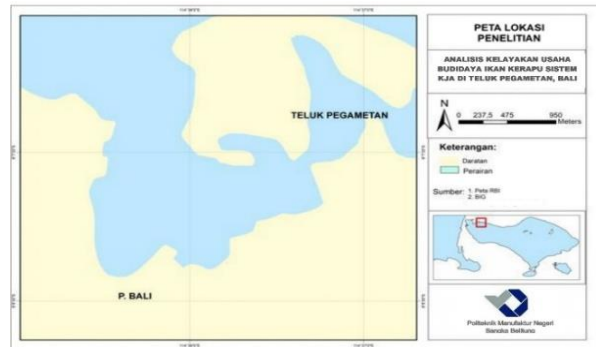 TELUK PEGAMETAN
P. BALI
PETA LOKASI
PENELITIAN
ANALISIS KELAYAKAN USAHA
BUDIDAYA IKAN KERAPU SISTEM
KJA DI TELUK PEGAMETAN, BALI
N
0 237,5 475 950
Meters
Keterangan:
Daratan
Perairan
Sumber: 1. Peta RBI
2. BIG
Politeknik Manufaktur Negeri
Bangka Belitung